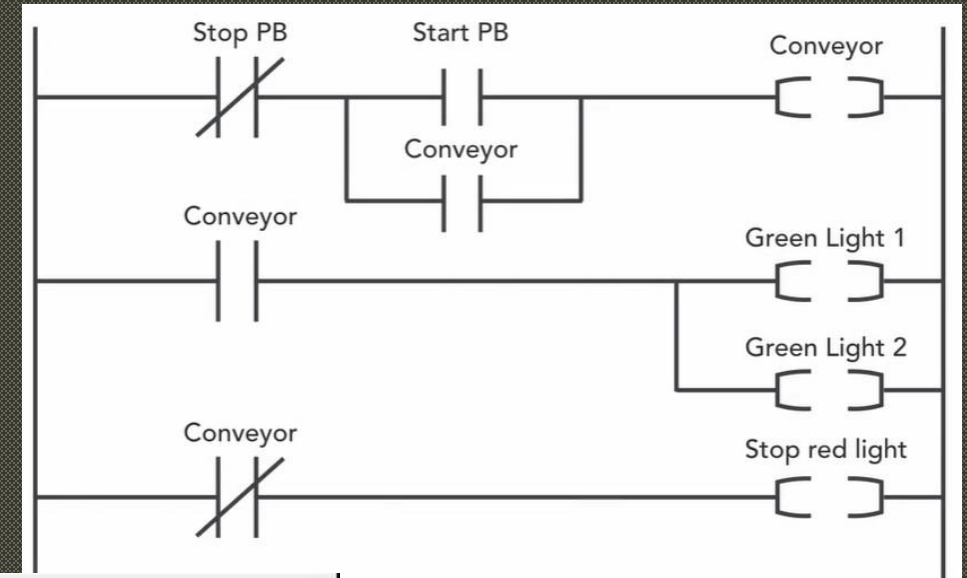 Stop PB
Start PB
Conveyor
Conveyor
Conveyor
Green Light 1
Green Light 2
Conveyor
Stop red light